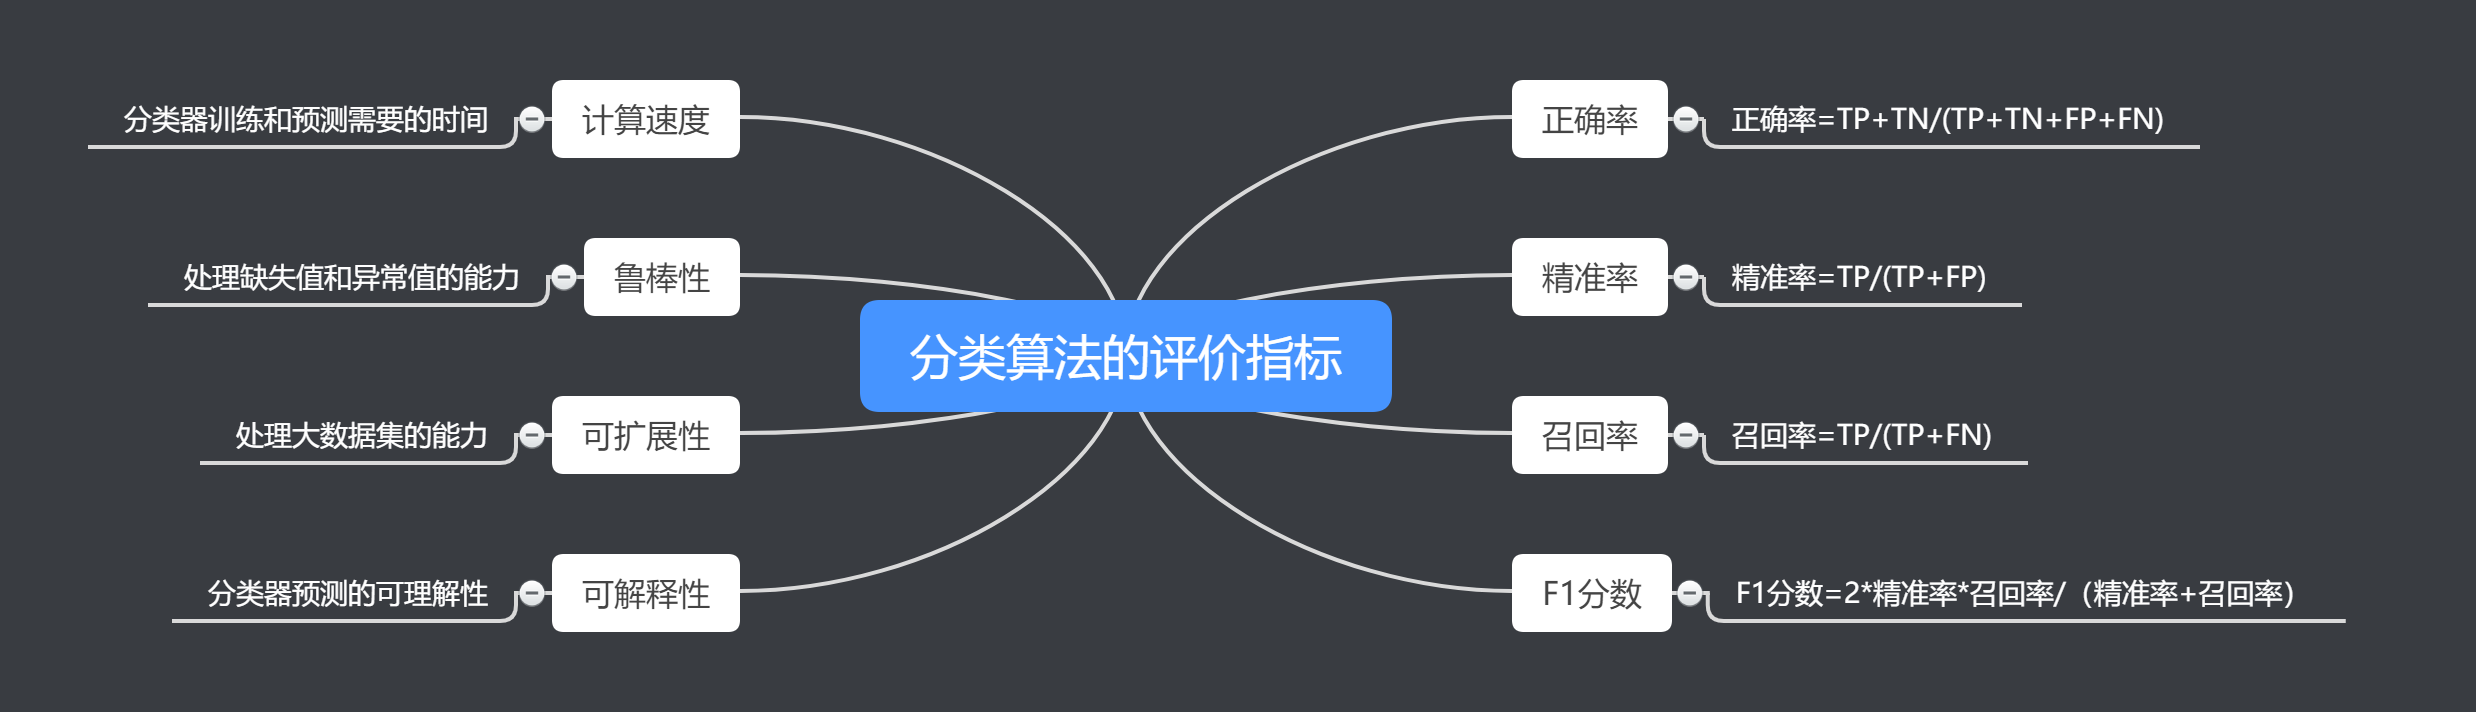 分类算法的评价指标
正确率
正确率=TP+TN/(TP+TN+FP+FN)
精准率
精准率=TP/(TP+FP)
召回率
召回率=TP/(TP+FN)
F1分数
F1分数=2*精准率*召回率/（精准率+召回率）
计算速度
分类器训练和预测需要的时间
鲁棒性
处理缺失值和异常值的能力
可扩展性
处理大数据集的能力
可解释性
分类器预测的可理解性